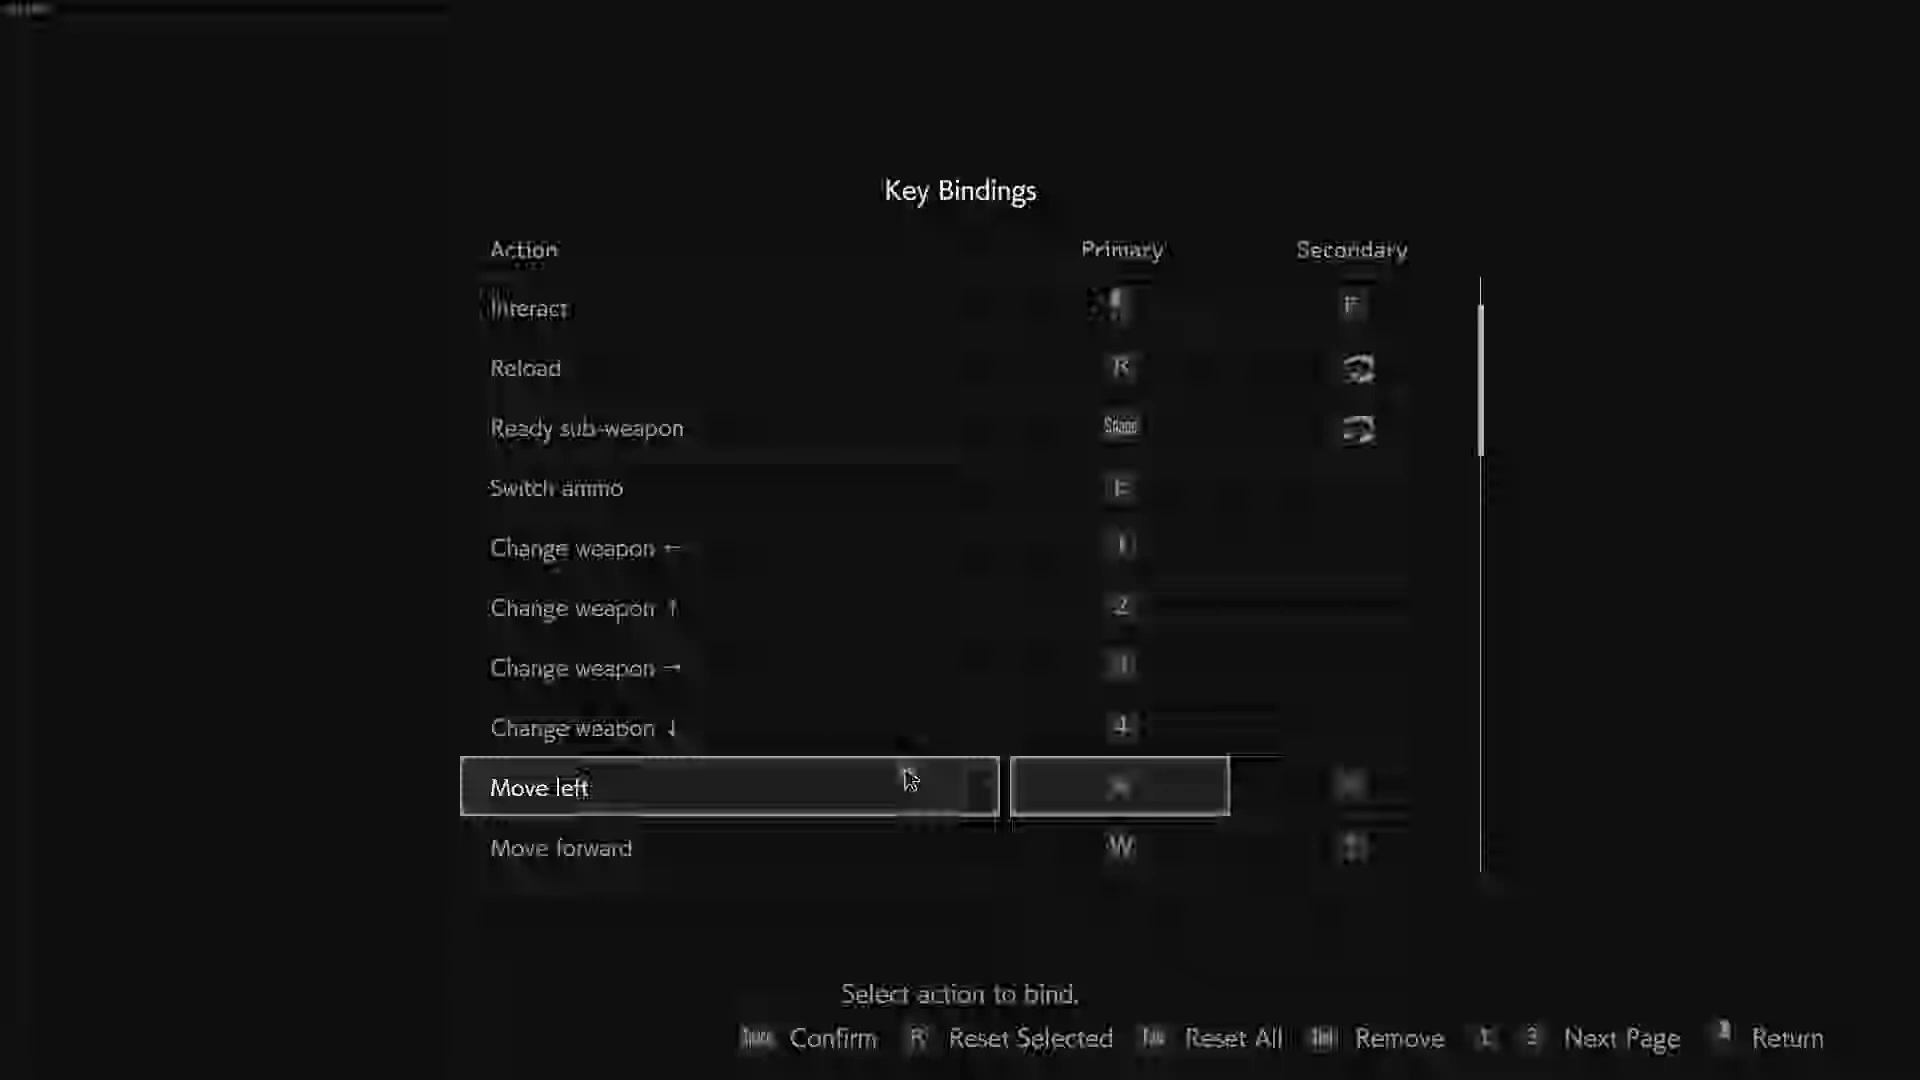 Key Bindings
Action Primary Secondary
Interact F
Reload R
Ready sub-weapon Space
Switch ammo
Change weapon ←
Change weapon ↑ 2
Change weapon →
Change weapon ↓ 4
Move left
Move forward W
Select action to bind.
Confirm R Reset Selected Reset All Remove Next Page Return